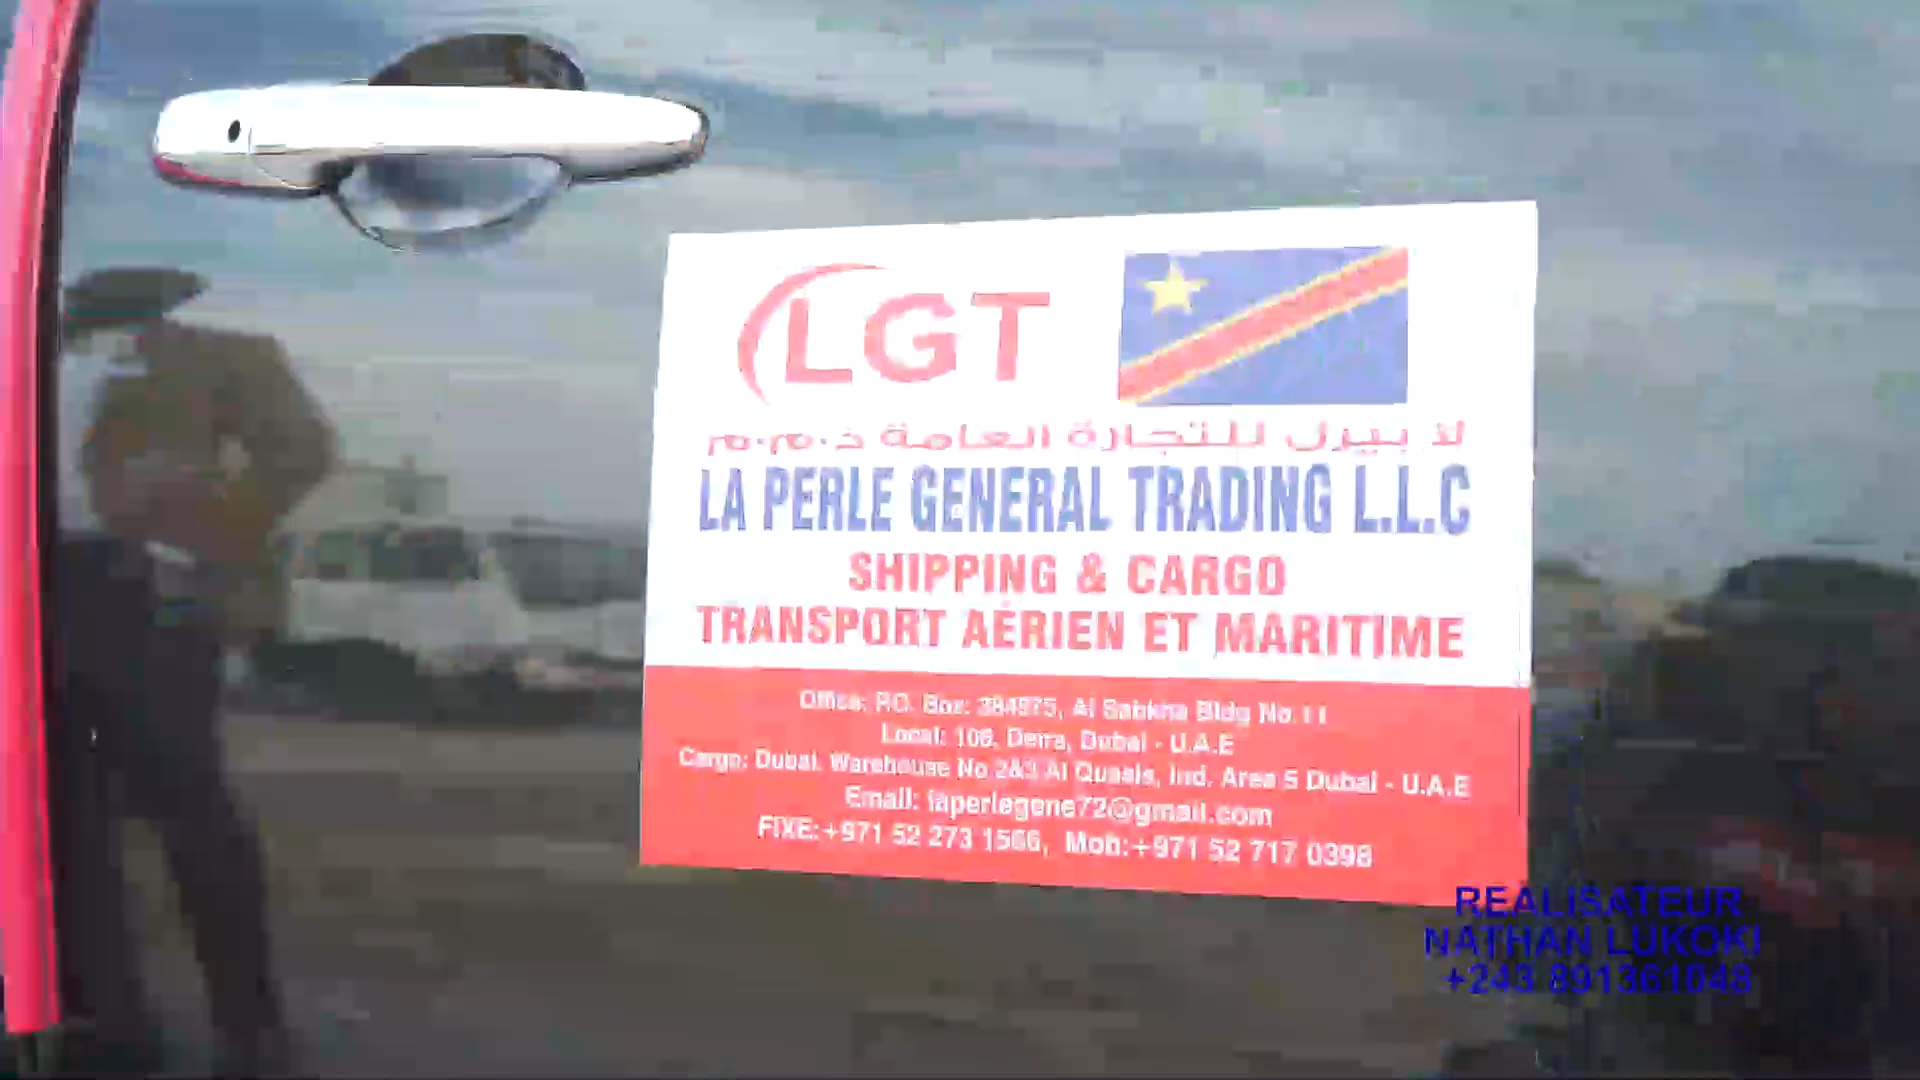 LGT
لا بيرل للتجارة العامة ذ.م.م
LA PERLE GENERAL TRADING L.L.C
SHIPPING & CARGO
TRANSPORT AÉRIEN ET MARITIME
Office: P.O. Box: 384975, Al Sabkha Bldg No.11
Local: 106, Derra, Dubai - U.A.E
Cargo: Dubai. Warehouse No 2&3 Al Qusais, Ind. Area 5 Dubai - U.A.E
Email: laperlegene72@gmail.com
FIXE:+971 52 273 1566, Mob:+971 52 717 0398
REALISATEUR
NATHAN LUKOKI
+243 891361048